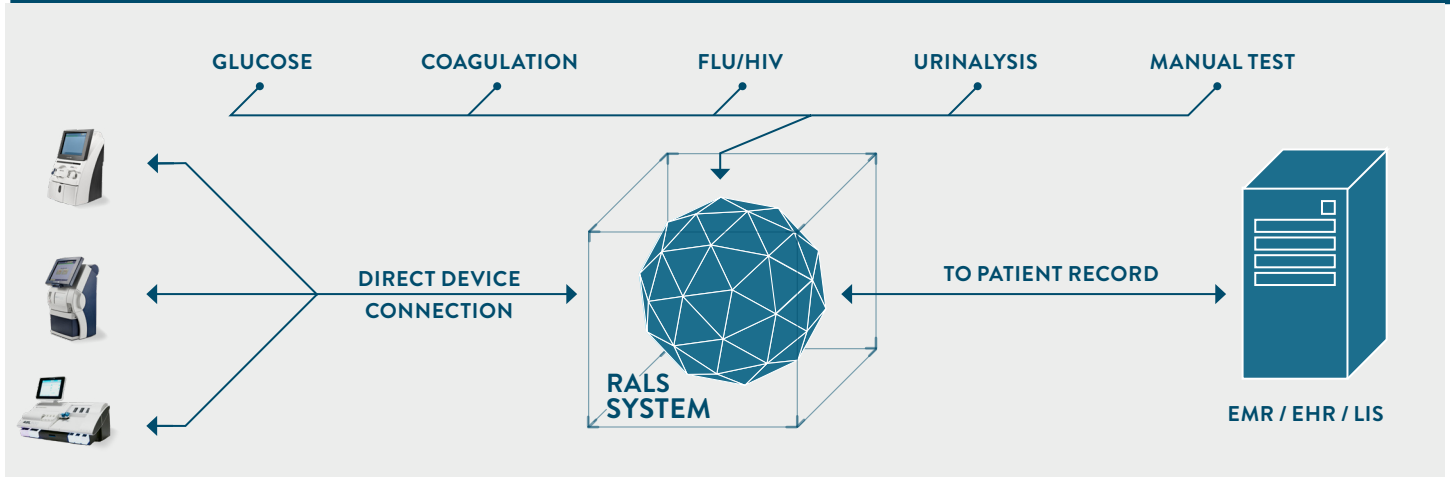 GLUCOSE
COAGULATION
FLU/HIV
URINALYSIS
MANUAL TEST
DIRECT DEVICE
CONNECTION
TO PATIENT RECORD
RALS
SYSTEM
EMR / EHR / LIS